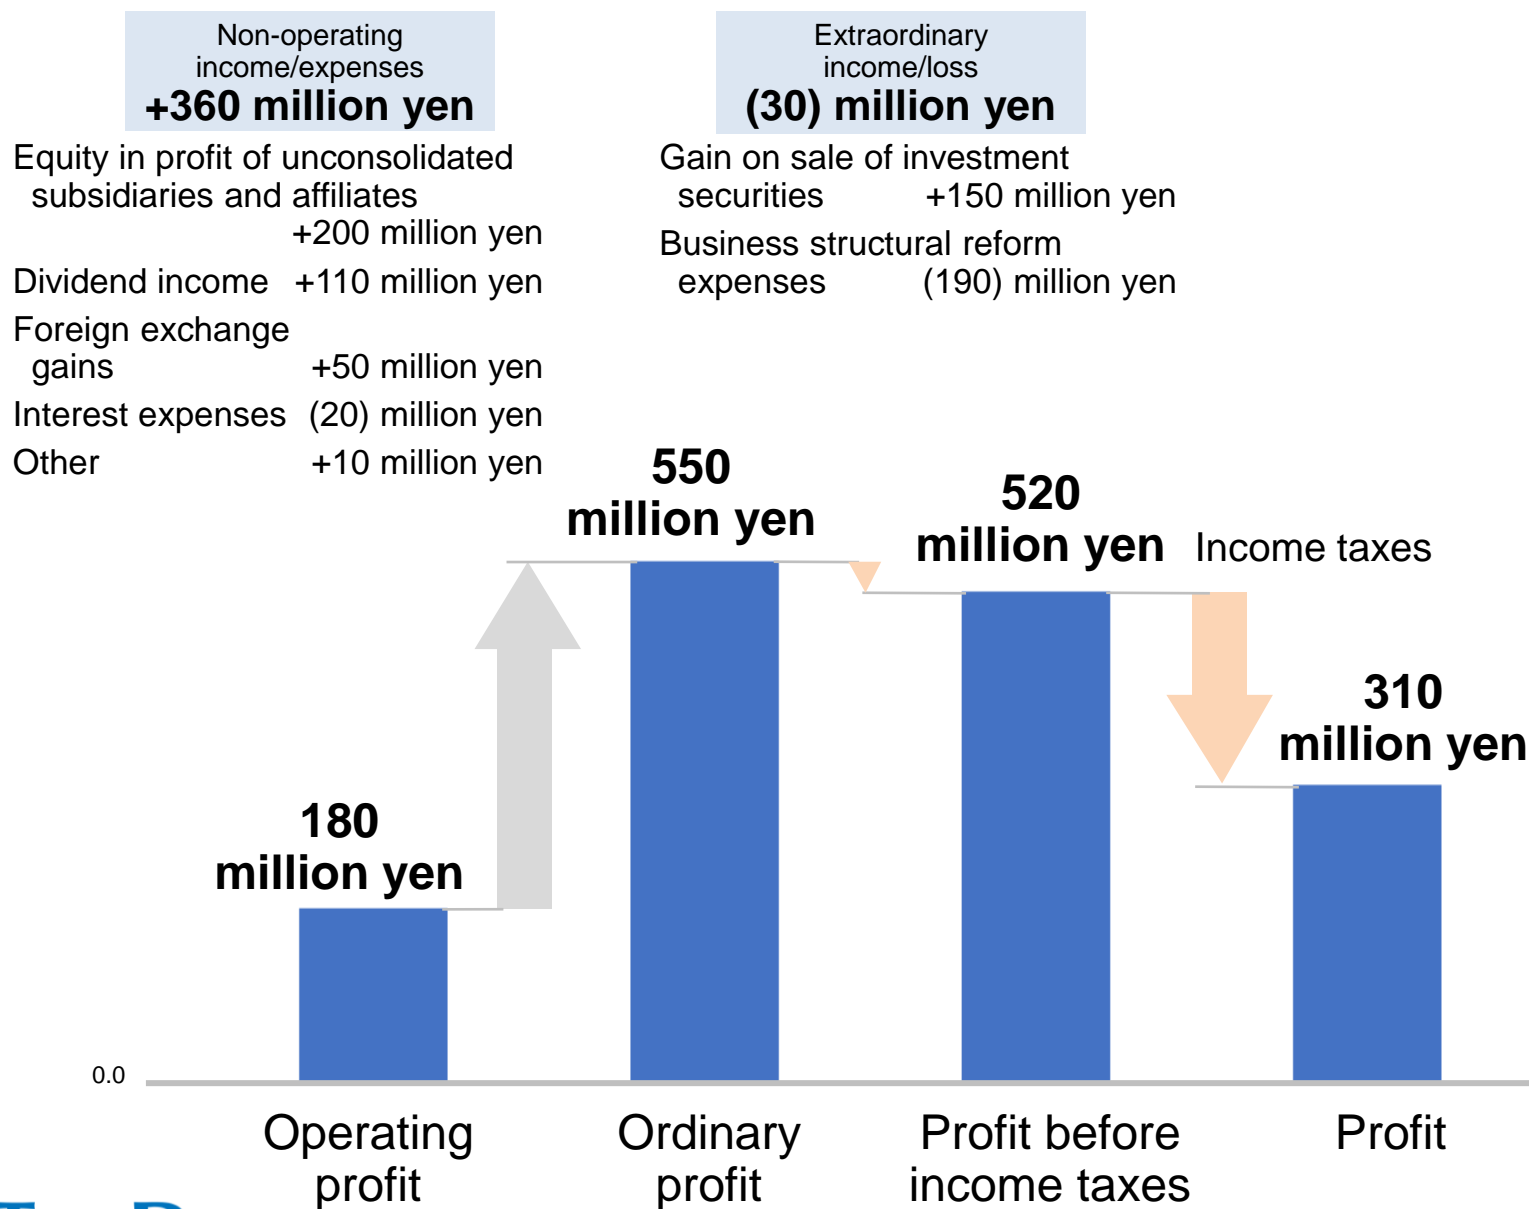 Non-operating
income/expenses
+360 million yen
Equity in profit of unconsolidated
subsidiaries and affiliates
+200 million yen
Dividend income +110 million yen
Foreign exchange
gains +50 million yen
Interest expenses (20) million yen
Other +10 million yen
Extraordinary
income/loss
(30) million yen
Gain on sale of investment
securities +150 million yen
Business structural reform
expenses (190) million yen
550
million yen
520
million yen
Income taxes
310
million yen
180
million yen
0.0
Operating
profit
Ordinary
profit
Profit before
income taxes
Profit